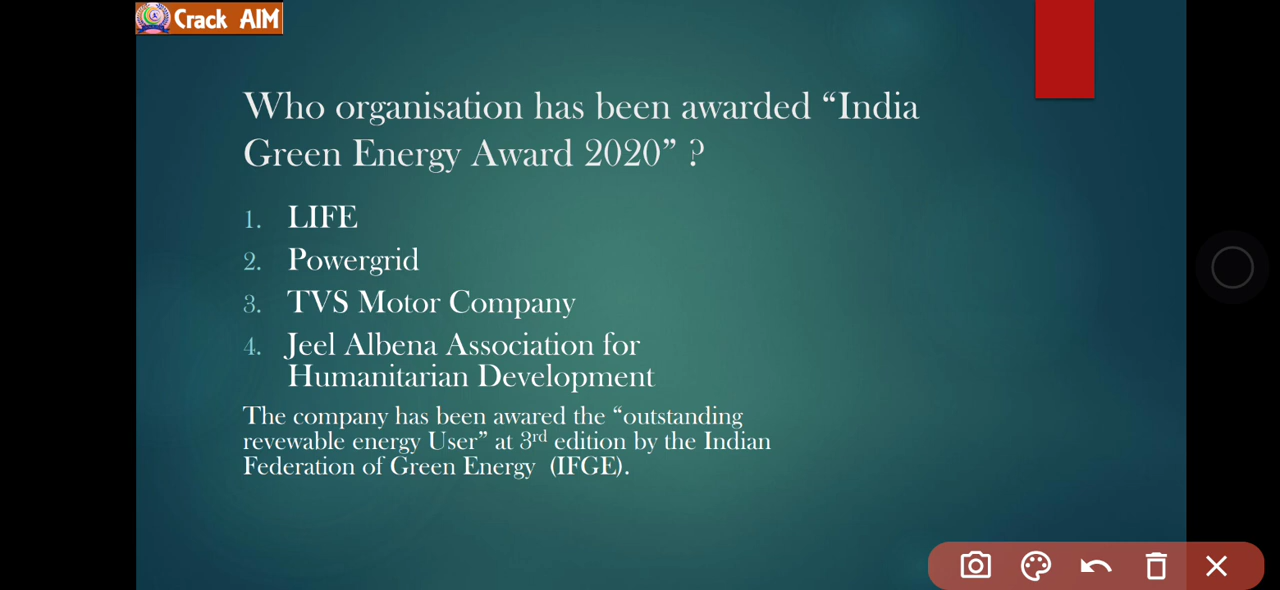 Crack AIM
Who organisation has been awarded “India
Green Energy Award 2020” ?
1. LIFE
2. Powergrid
3. TVS Motor Company
4. Jeel Albena Association for
Humanitarian Development
The company has been awared the “outstanding
revewable energy User” at 3rd edition by the Indian
Federation of Green Energy (IFGE).